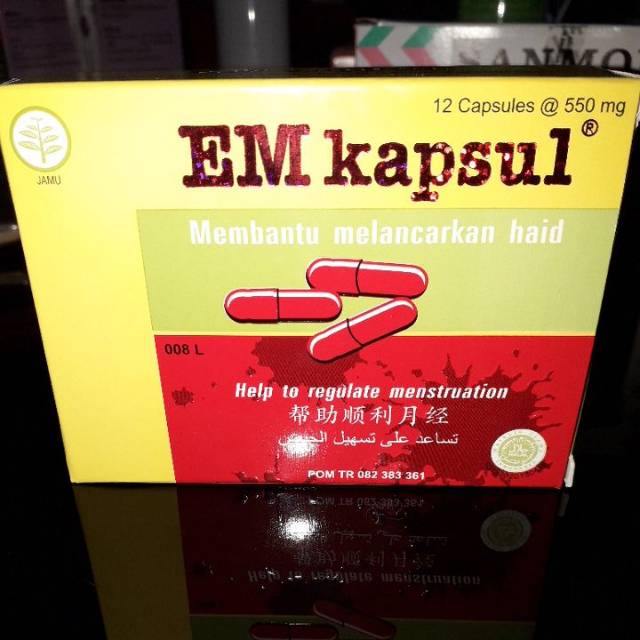 SANMO
12 Capsules @ 550 mg
EM kapsul®
JAMU
Membantu melancarkan haid
008 L
Help to regulate menstruation
帮助顺利月经
تساعد على تسهيل الحيض
POM TR 082 383 361